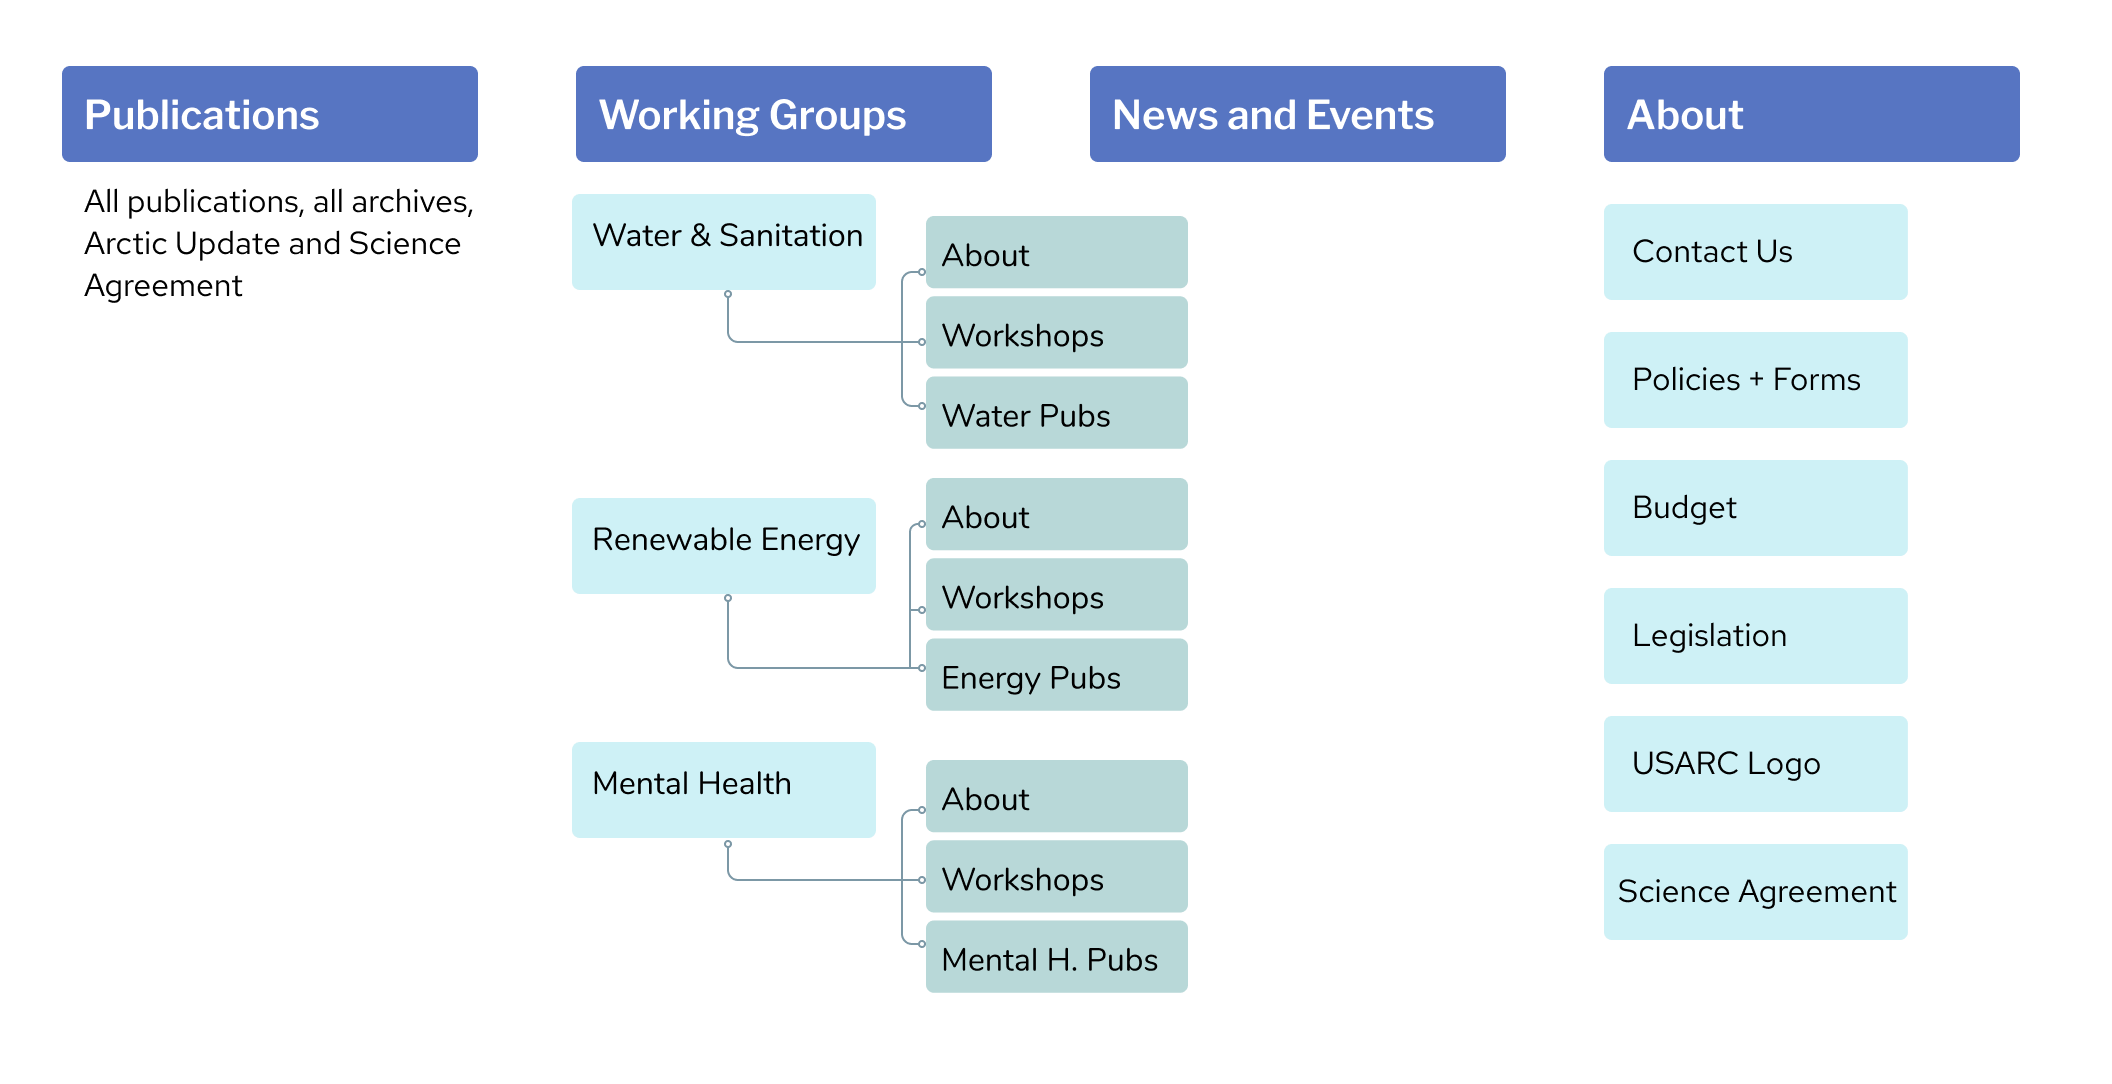 Publications
All publications, all archives,
Arctic Update and Science
Agreement
Working Groups
Water & Sanitation
About
Workshops
Water Pubs
Renewable Energy
About
Workshops
Energy Pubs
Mental Health
About
Workshops
Mental H. Pubs
News and Events
About
Contact Us
Policies + Forms
Budget
Legislation
USARC Logo
Science Agreement